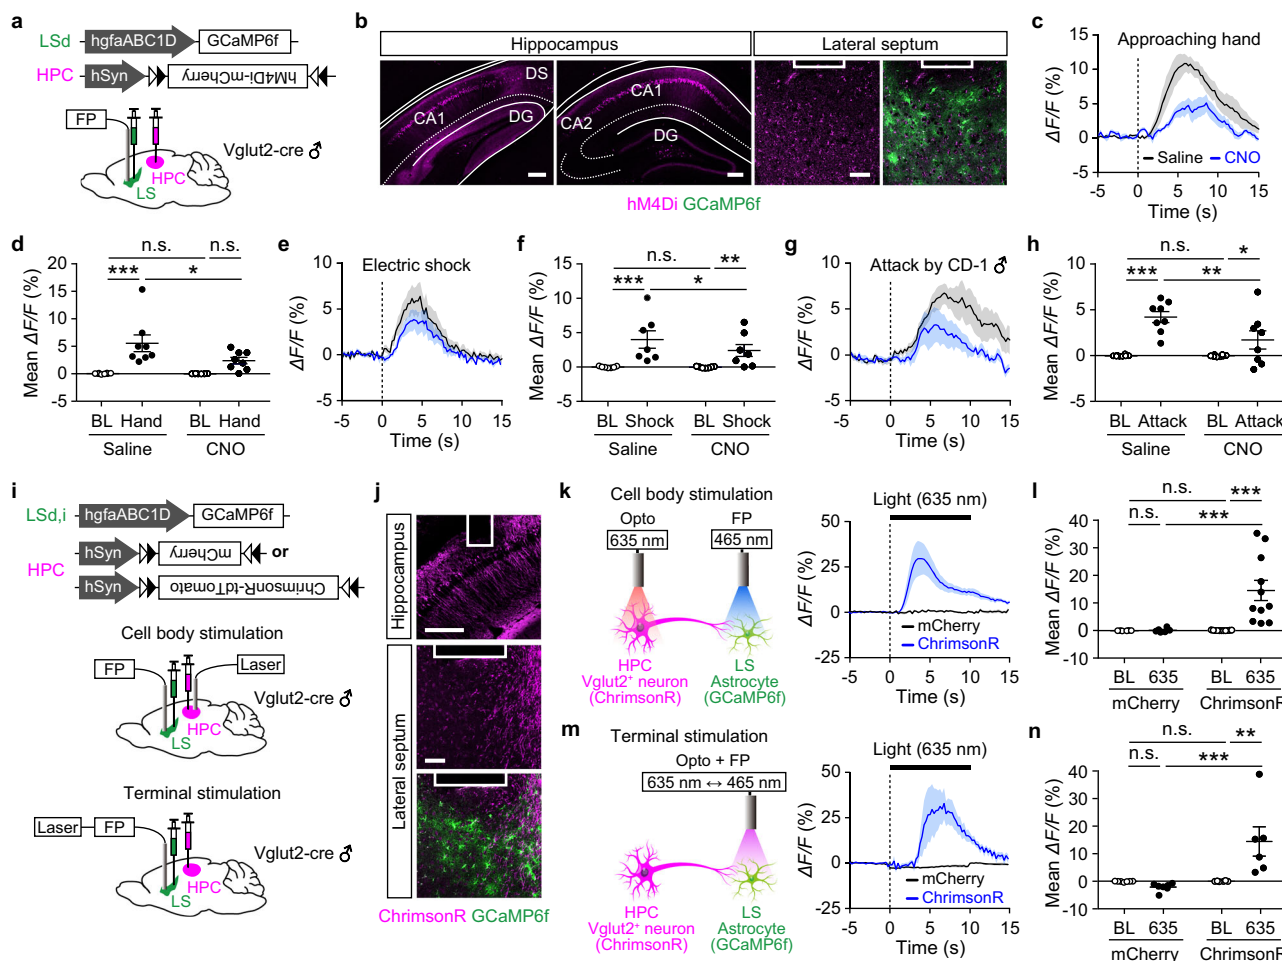 a
LSd
hgfaABC1D
GCaMP6f
HPC
hSyn
hM4Di-mCherry
FP
Vglut2-cre ♂
HPC
LS
b
Hippocampus
Lateral septum
DS
CA1
DG
CA1
CA2
DG
hM4Di GCaMP6f
c
Approaching hand
ΔF/F (%)
15
10
5
0
-5
Saline
CNO
-5 0 5 10 15
Time (s)
d
n.s. n.s.
*** *
Mean ΔF/F (%)
20
15
10
5
0
-5
BL Hand BL Hand
Saline CNO
e
Electric shock
ΔF/F (%)
10
5
0
-5
-5 0 5 10 15
Time (s)
f
n.s. **
*** *
Mean ΔF/F (%)
15
10
5
0
-5
BL Shock BL Shock
Saline CNO
g
Attack by CD-1 ♂
ΔF/F (%)
10
5
0
-5
-5 0 5 10 15
Time (s)
h
n.s. *
*** **
Mean ΔF/F (%)
10
5
0
-5
BL Attack BL Attack
Saline CNO
i
LSd,i
hgfaABC1D
GCaMP6f
HPC
hSyn
mCherry
or
hSyn
ChrimsonR-tdTomato
Cell body stimulation
FP
Laser
Vglut2-cre ♂
HPC
LS
Terminal stimulation
Laser
FP
Vglut2-cre ♂
HPC
LS
j
Hippocampus
Lateral septum
ChrimsonR GCaMP6f
k
Cell body stimulation
Opto
635 nm
FP
465 nm
HPC
Vglut2⁺ neuron
(ChrimsonR)
LS
Astrocyte
(GCaMP6f)
Light (635 nm)
ΔF/F (%)
50
25
0
-25
mCherry
ChrimsonR
-5 0 5 10 15
Time (s)
l
n.s. ***
n.s. ***
Mean ΔF/F (%)
40
30
20
10
0
-10
BL 635 BL 635
mCherry ChrimsonR
m
Terminal stimulation
Opto + FP
635 nm ↔ 465 nm
HPC
Vglut2⁺ neuron
(ChrimsonR)
LS
Astrocyte
(GCaMP6f)
Light (635 nm)
ΔF/F (%)
50
25
0
-25
mCherry
ChrimsonR
-5 0 5 10 15
Time (s)
n
n.s. **
n.s. ***
Mean ΔF/F (%)
40
30
20
10
0
-10
BL 635 BL 635
mCherry ChrimsonR